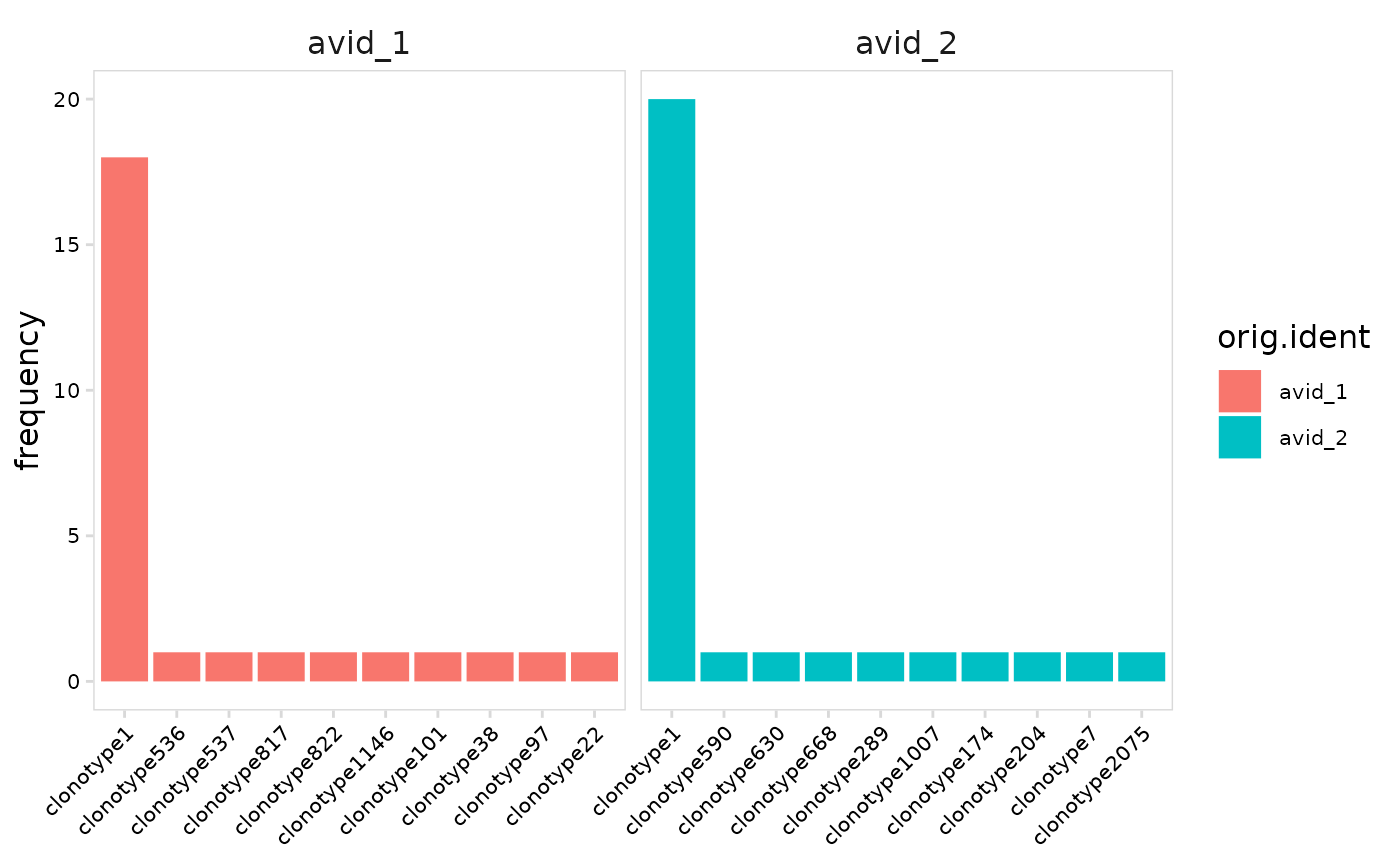 avid_1
avid_2
frequency
20
15
10
5
0
clonotype1
clonotype536
clonotype537
clonotype817
clonotype822
clonotype1146
clonotype101
clonotype38
clonotype97
clonotype22
clonotype1
clonotype590
clonotype630
clonotype668
clonotype289
clonotype1007
clonotype174
clonotype204
clonotype7
clonotype2075
orig.ident
avid_1
avid_2